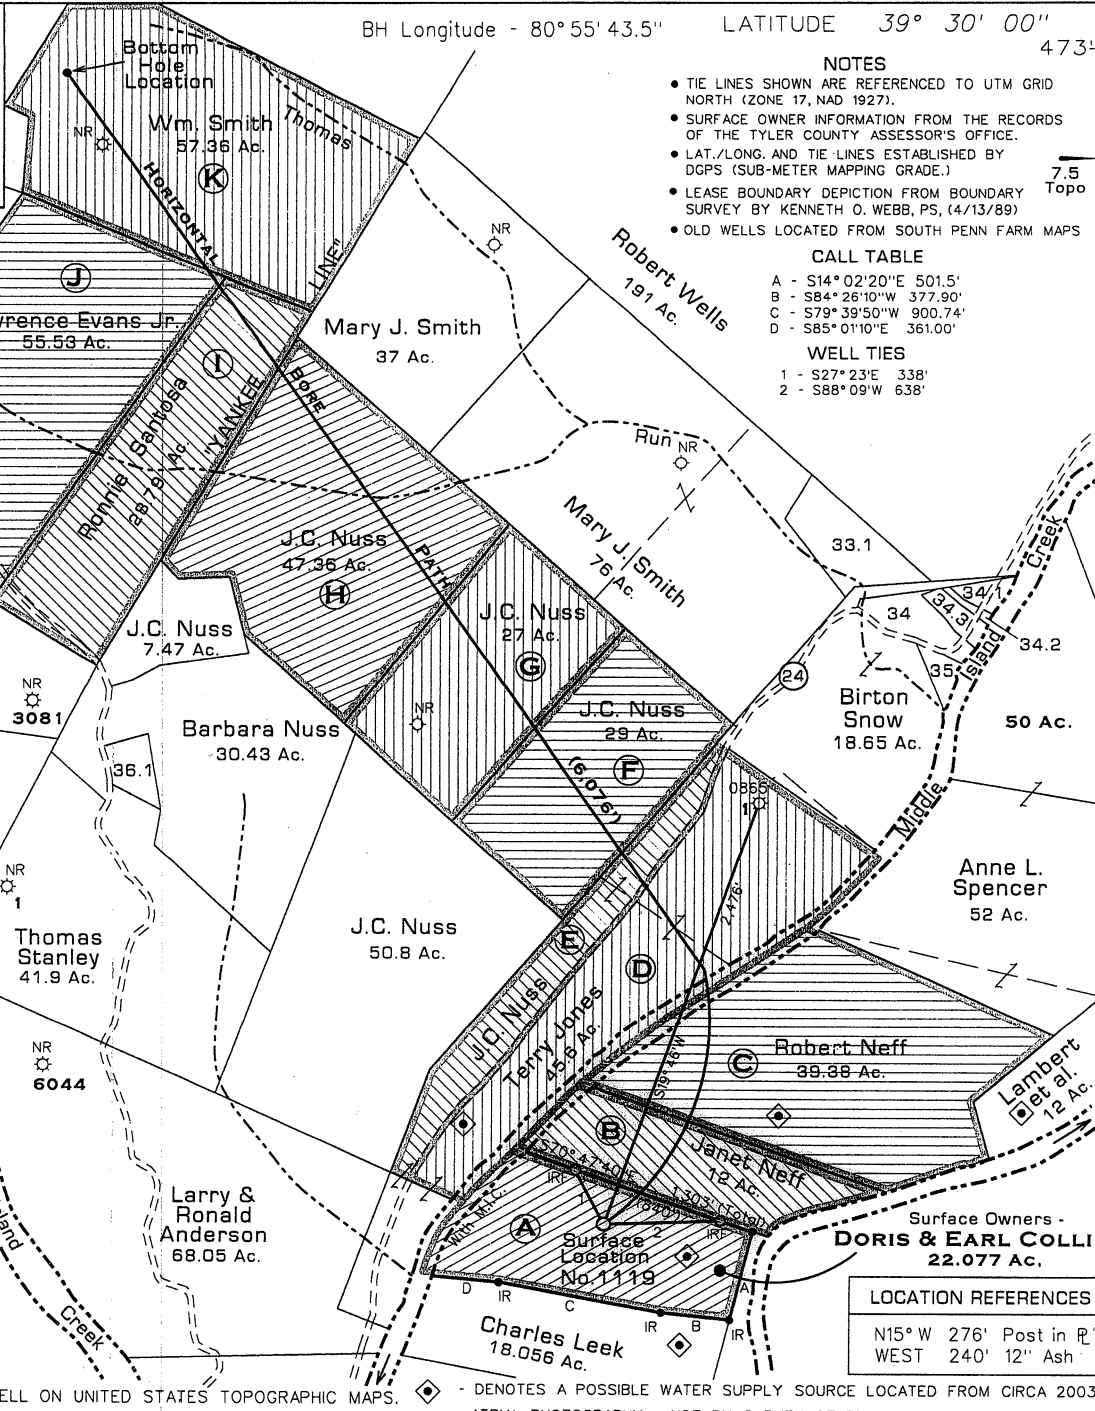 BH Longitude - 80° 55' 43.5"
LATITUDE 39° 30' 00"
473
NOTES
• TIE LINES SHOWN ARE REFERENCED TO UTM GRID
NORTH (ZONE 17, NAD 1927).
• SURFACE OWNER INFORMATION FROM THE RECORDS
OF THE TYLER COUNTY ASSESSOR'S OFFICE.
• LAT./LONG. AND TIE LINES ESTABLISHED BY
DGPS (SUB-METER MAPPING GRADE.)
• LEASE BOUNDARY DEPICTION FROM BOUNDARY
SURVEY BY KENNETH O. WEBB, PS, (4/13/89)
• OLD WELLS LOCATED FROM SOUTH PENN FARM MAPS
7.5
Topo
CALL TABLE
A - S14° 02'20"E 501.5'
B - S84° 26'10"W 377.90'
C - S79° 39'50"W 900.74'
D - S85° 01'10"E 361.00'
WELL TIES
1 - S27° 23'E 338'
2 - S88° 09'W 638'
Bottom
Hole
Location
NR
Wm. Smith
57.36 Ac.
K
Thomas
HORIZONTAL
J
wrence Evans Jr.
55.53 Ac.
I
Ronnie Santosa
28.79 Ac.
"YANKEE
LINE"
BORE
NR
Mary J. Smith
37 Ac.
Robert Wells
191 Ac.
Run
NR
Mary J. Smith
76 Ac.
J.C. Nuss
47.36 Ac.
H
PATH
J.C. Nuss
27 Ac.
G
NR
J.C. Nuss
29 Ac.
F
(6,076')
J.C. Nuss
7.47 Ac.
NR
3081
Barbara Nuss
30.43 Ac.
36.1
33.1
34
34.3
34.1
34.2
35
24
Birton
Snow
18.65 Ac.
Middle
Island
Creek
50 Ac.
0865
1
2,476'
Anne L.
Spencer
52 Ac.
NR
1
Thomas
Stanley
41.9 Ac.
J.C. Nuss
50.8 Ac.
E
J.C. Nuss
D
Terry Jones
45.6 Ac.
NR
6044
S19° 46'W
C
Robert Neff
39.38 Ac.
Lambert
et al.
12 Ac.
B
Janet Neff
12 Ac.
S70° 47'40"E
1303' (Total)
(840')
IRF
1
2
IRF
With M.I.C.
A
Surface
Location
No.1119
A
Larry &
Ronald
Anderson
68.05 Ac.
Surface Owners -
DORIS & EARL COLLI
22.077 Ac.
D
IR
C
IR
B
IR
Charles Leek
18.056 Ac.
sland
Creek
LOCATION REFERENCES
N15° W 276' Post in PL
WEST 240' 12" Ash
ELL ON UNITED STATES TOPOGRAPHIC MAPS.
- DENOTES A POSSIBLE WATER SUPPLY SOURCE LOCATED FROM CIRCA 2003